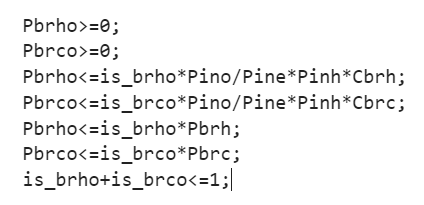 Pbrho>=0;
Pbrco>=0;
Pbrho<=is_brho*Pino/Pine*Pinh*Cbrh;
Pbrco<=is_brco*Pino/Pine*Pinh*Cbrc;
Pbrho<=is_brho*Pbrh;
Pbrco<=is_brco*Pbrc;
is_brho+is_brco<=1;